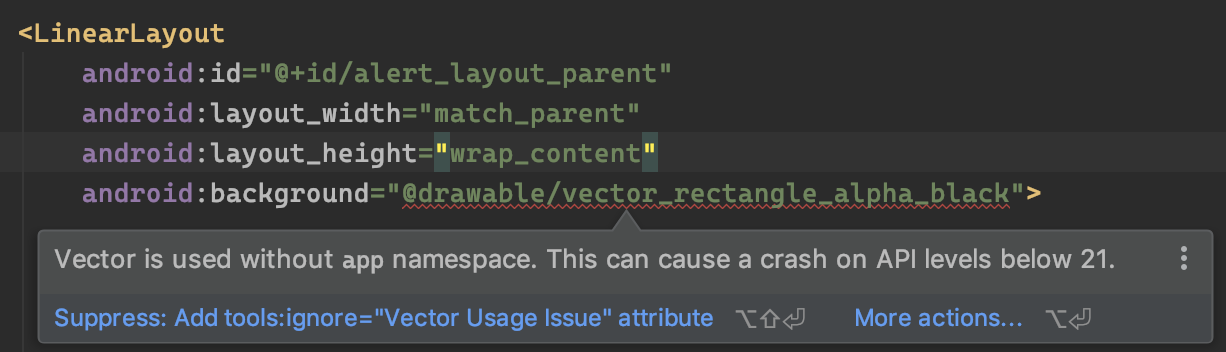 <LinearLayout
android:id="@+id/alert_layout_parent"
android:layout_width="match_parent"
android:layout_height="wrap_content"
android:background="@drawable/vector_rectangle_alpha_black">
Vector is used without app namespace. This can cause a crash on API levels below 21.
Suppress: Add tools:ignore="Vector Usage Issue" attribute ⌥⇧⏎ More actions... ⌥⏎